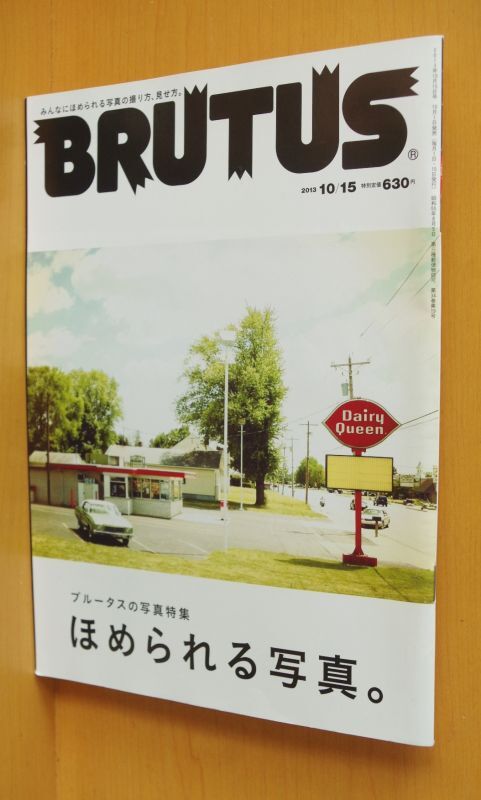 みんなにほめられる写真の撮り方、見せ方。
BRUTUS®
2013 10/15 特別定価630円
Dairy
Queen
ブルータスの写真特集
ほめられる写真。